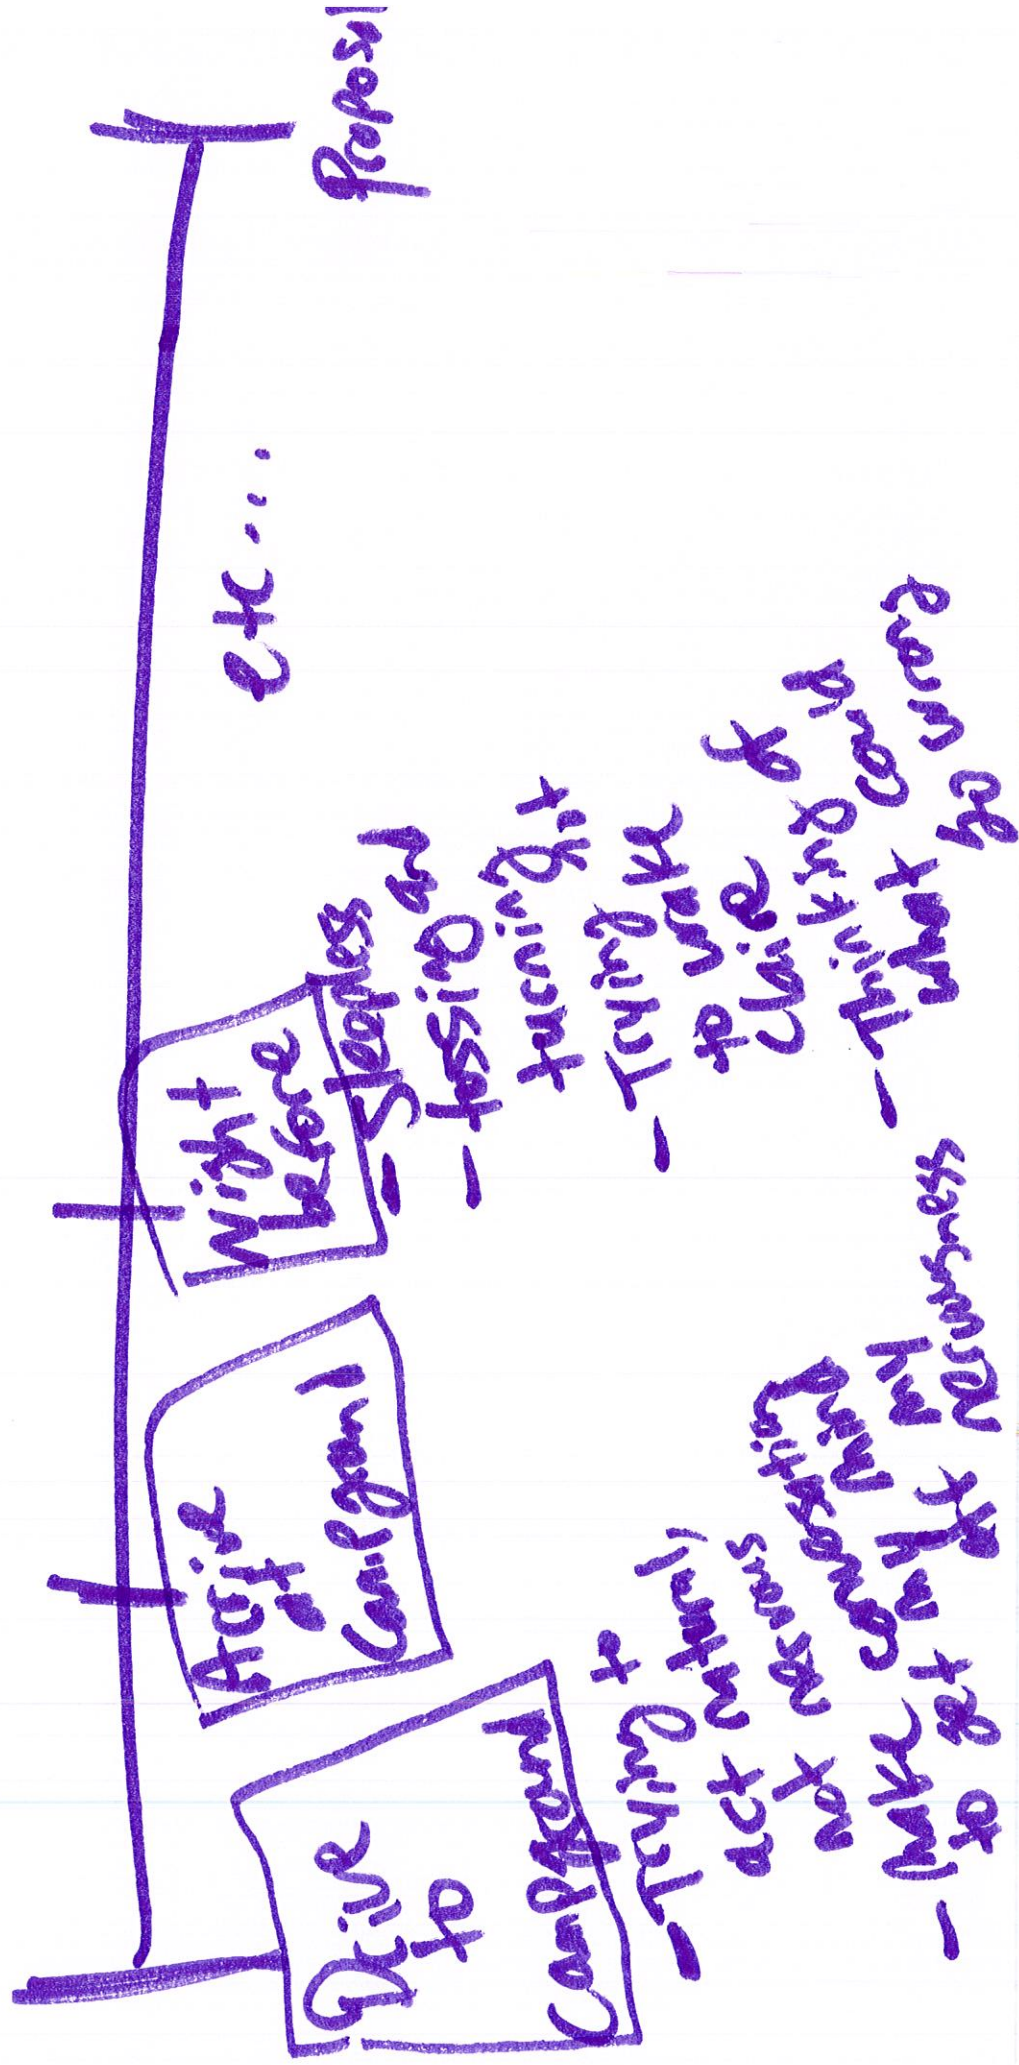 Drive
to
Campground
- Trying to
act natural,
not nervous
- Make conversation
to get my mind
off my
nervousness
Arrive
at
Campground
Night
before
- Sleepless
- tossing and
turning
- Trying
to wake
Claire
- Thinking of
what could
go wrong
etc....
Proposal